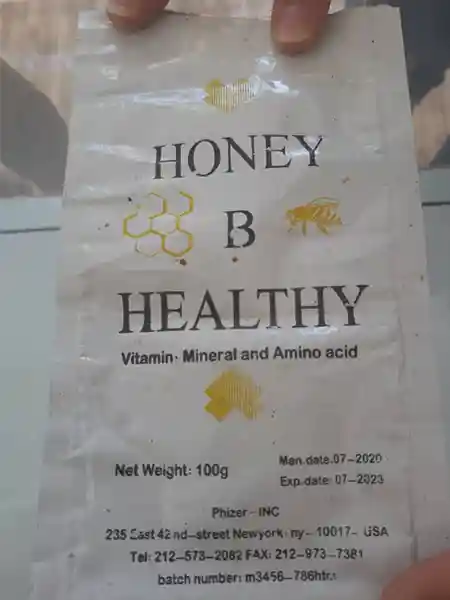 HONEY
B
HEALTHY
Vitamin· Mineral and Amino acid
Net Weight: 100g
Man.date.07–2020
Exp.date: 07–2023
Phizer–INC
235 East 42 nd–street Newyork. ny–10017– USA
Tel: 212–573–2082 FAX: 212–973–7381
batch number: m3456–786htr.